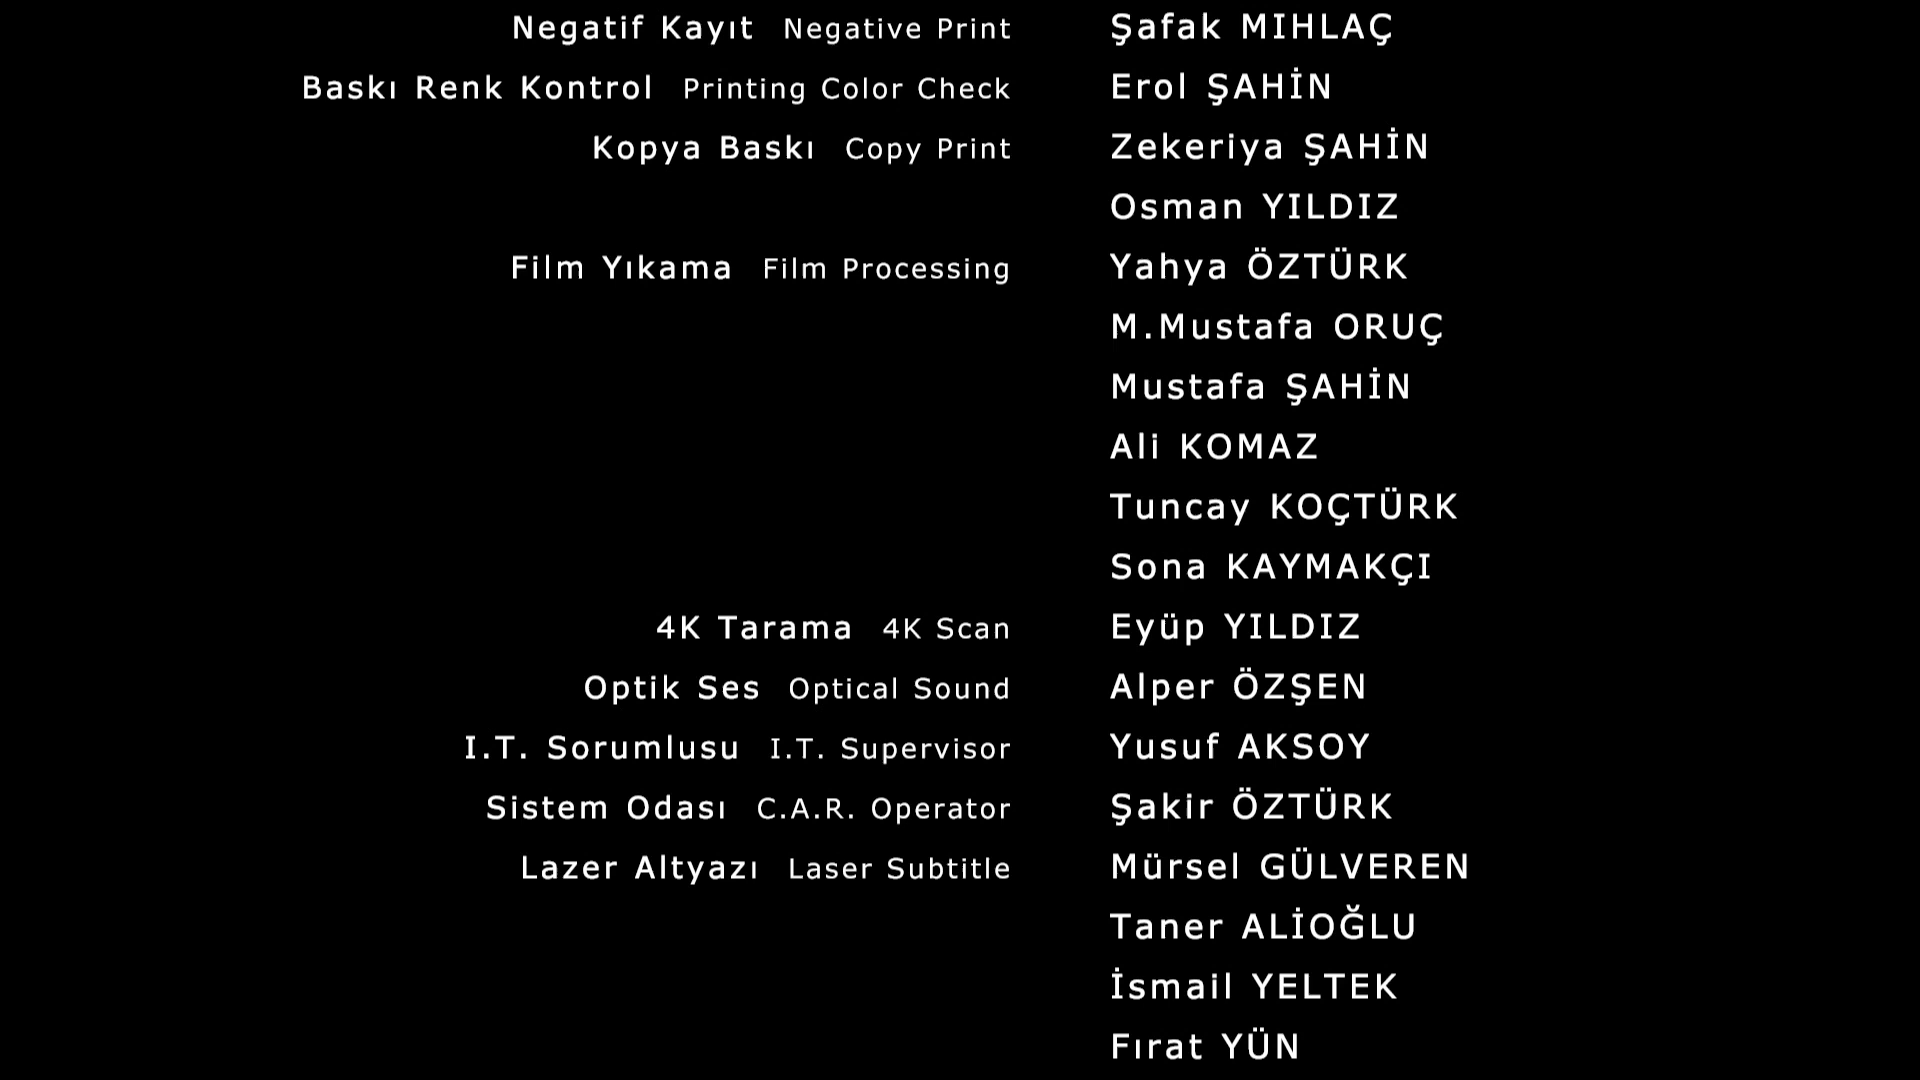 Negatif Kayıt Negative Print Şafak MIHLAÇ
Baskı Renk Kontrol Printing Color Check Erol ŞAHİN
Kopya Baskı Copy Print Zekeriya ŞAHİN
Osman YILDIZ
Film Yıkama Film Processing Yahya ÖZTÜRK
M.Mustafa ORUÇ
Mustafa ŞAHİN
Ali KOMAZ
Tuncay KOÇTÜRK
Sona KAYMAKÇI
4K Tarama 4K Scan Eyüp YILDIZ
Optik Ses Optical Sound Alper ÖZŞEN
I.T. Sorumlusu I.T. Supervisor Yusuf AKSOY
Sistem Odası C.A.R. Operator Şakir ÖZTÜRK
Lazer Altyazı Laser Subtitle Mürsel GÜLVEREN
Taner ALİOĞLU
İsmail YELTEK
Fırat YÜN